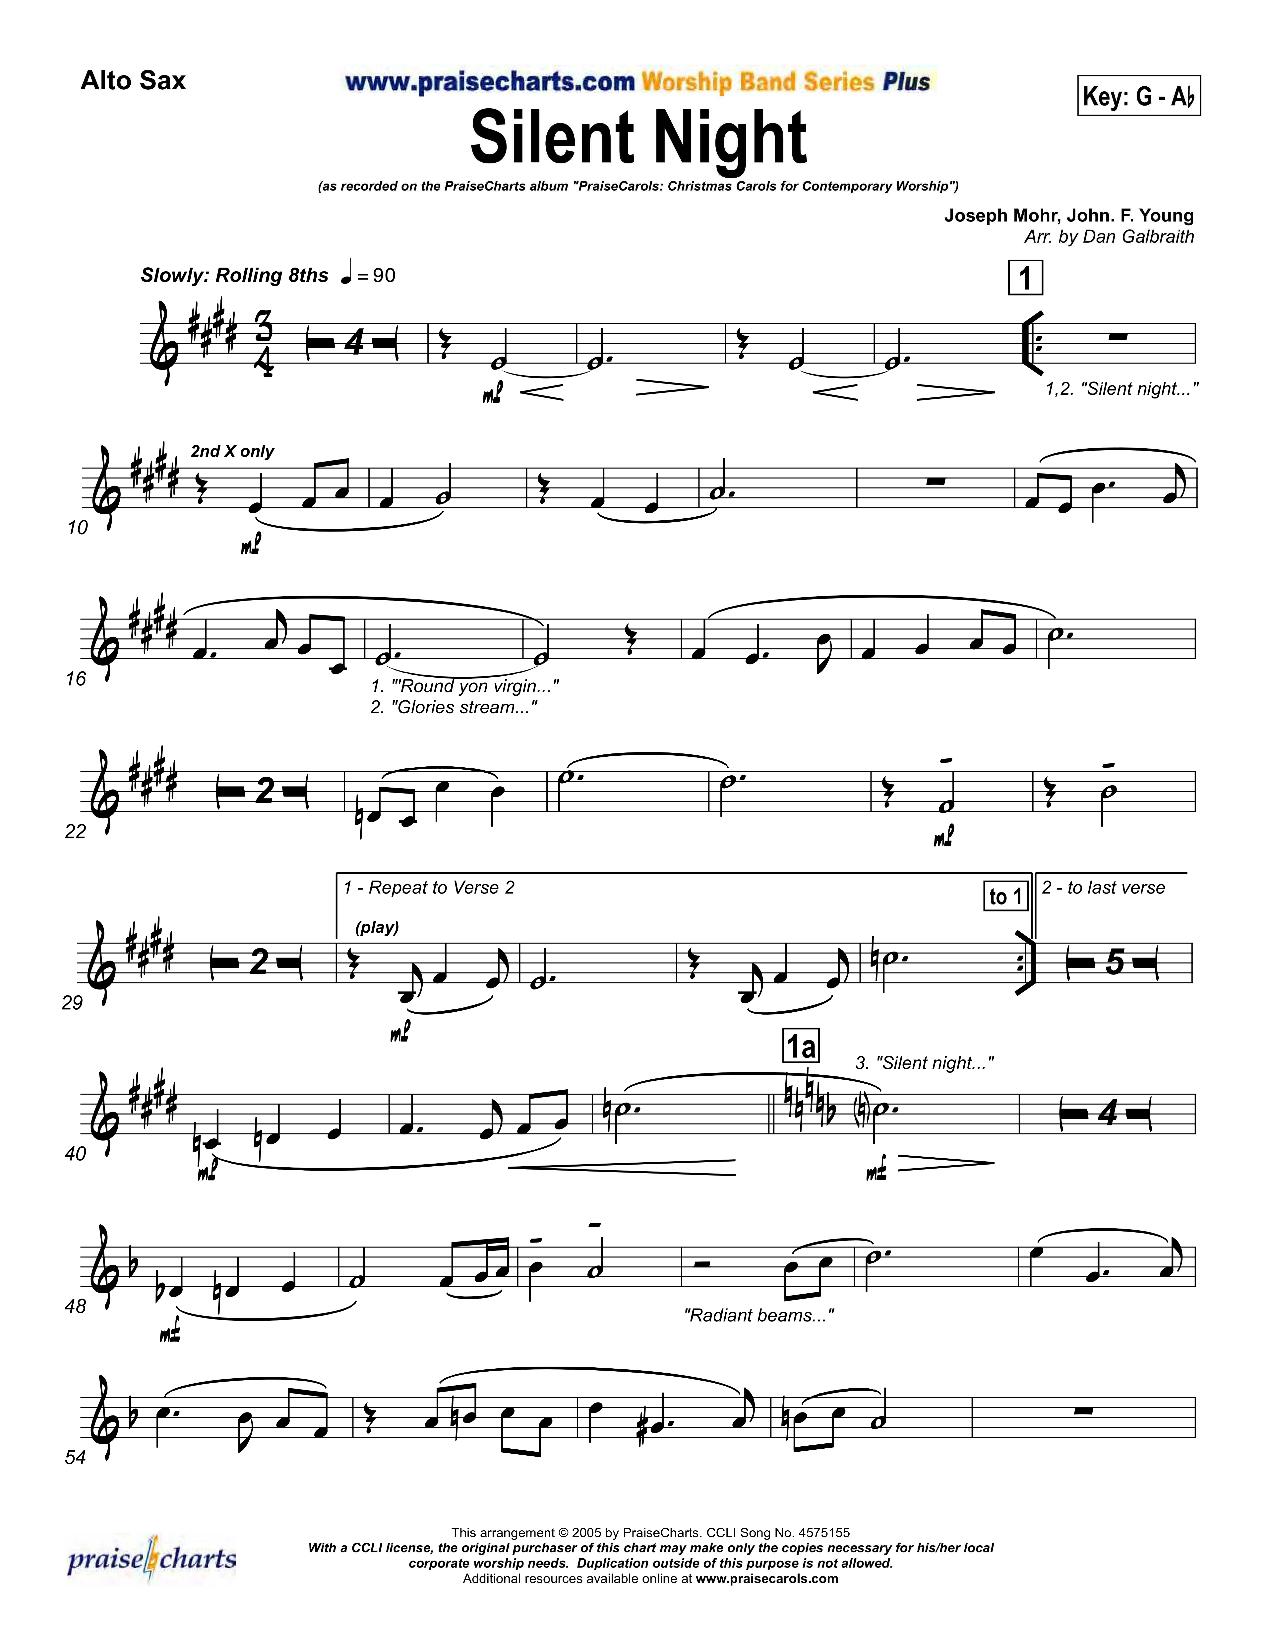 Alto Sax
www.praisecharts.com Worship Band Series Plus
Key: G - A♭
Silent Night
(as recorded on the PraiseCharts album "PraiseCarols: Christmas Carols for Contemporary Worship")
Joseph Mohr, John. F. Young
Arr. by Dan Galbraith
Slowly: Rolling 8ths ♩ = 90
1
3
4
4
mf
1,2. "Silent night..."
2nd X only
10
mf
16
1. "'Round yon virgin..."
2. "Glories stream..."
2
22
mf
1 - Repeat to Verse 2
to 1
2 - to last verse
(play)
2
5
29
mf
1a
3. "Silent night..."
4
40
mf
mf
48
mf
"Radiant beams..."
54
This arrangement © 2005 by PraiseCharts. CCLI Song No. 4575155
With a CCLI license, the original purchaser of this chart may make only the copies necessary for his/her local
corporate worship needs. Duplication outside of this purpose is not allowed.
Additional resources available online at www.praisecarols.com
praisecharts